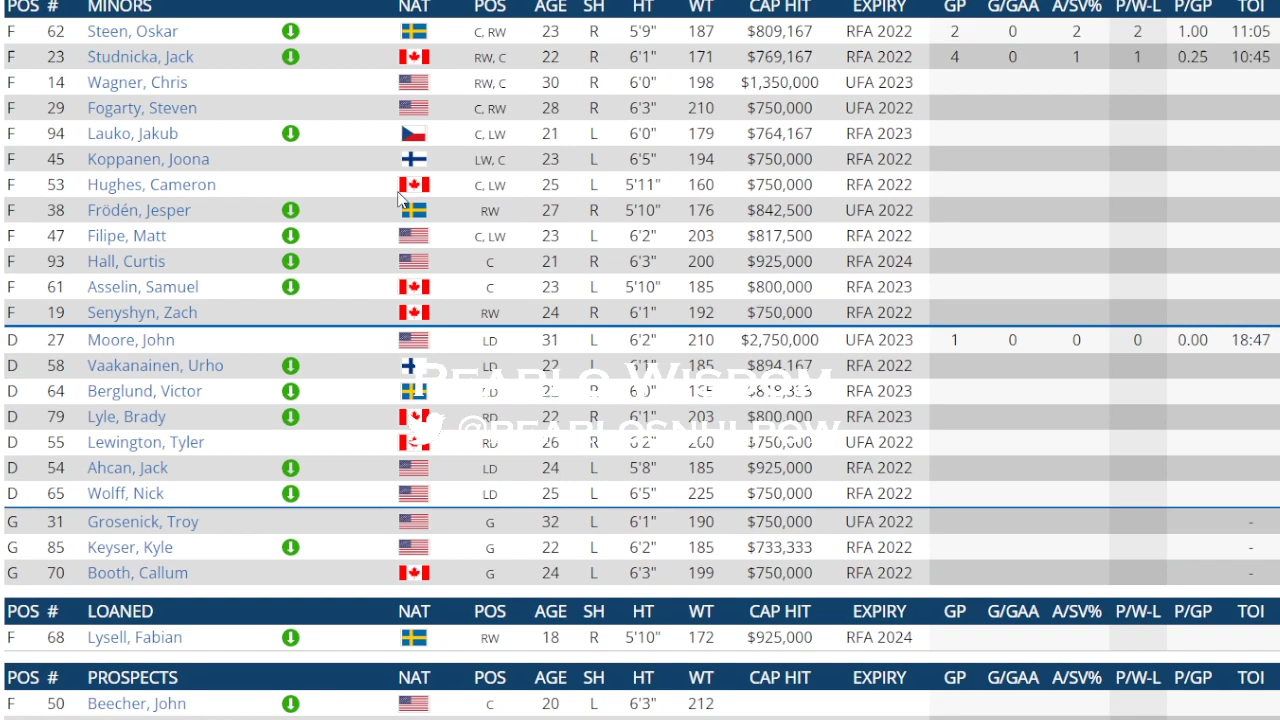 POS # MINORS NAT POS AGE SH HT WT CAP HIT EXPIRY GP G/GAA A/SV% P/W-L P/GP TOI
F 62 Steen, Oskar C, RW 23 R 5'9" 187 $809,167 RFA 2022 2 0 2 2 1.00 11:05
F 23 Studnicka, Jack RW, C 22 R 6'1" 171 $769,167 RFA 2022 4 0 1 1 0.25 10:45
F 14 Wagner, Chris RW, C 30 R 6'0" 198 $1,350,000 UFA 2023
F 29 Fogarty, Steven C, RW 28 R 6'3" 210 $750,000 UFA 2022
F 94 Lauko, Jakub C, LW 21 L 6'0" 179 $764,167 RFA 2023
F 45 Koppanen, Joona LW, C 23 L 6'5" 194 $750,000 RFA 2022
F 53 Hughes, Cameron C, LW 25 L 5'11" 160 $750,000 RFA 2022
F 38 Frödén, Jesper RW 27 R 5'10" 176 $842,500 UFA 2022
F 47 Filipe, C, LW 23 L 6'2" RFA 2022
F 93 Hall, 21 L 6'3" 200 RFA 2024
F 61 Asselin, Samuel C 23 L 5'10" 185 $800,000 RFA 2023
F 19 Senyshyn, Zach RW 24 R 6'1" 192 $750,000 RFA 2022
D 27 Moore, John LD 31 L 6'2" 210 $2,750,000 UFA 2023 1 0 0 0 0.00 18:47
D 58 Vaakanainen, Urho LD L 6'1" RFA 2022
D 64 Berglund, Victor RD 22 R 6'0" 2023
D 79 Lyle, RD 22 R 6'1" 203 $800,000 RFA 2023
D 55 Lewington, Tyler RD 26 R 6'2" $750,000 UFA 2022
D 54 Ahcan, Jack LD 24 L 5'8" RFA 2022
D 65 Wolff, Nick LD 25 L 6'5" 225 $750,000 RFA 2022
G 31 Grosenick, Troy G 32 L 6'1" 190 $750,000 UFA 2022 -
G 85 Keyser, Kyle G 22 L 6'2" 185 RFA 2022 -
G 70 Booth, Callum G 24 L 6'3" 199 $750,000 RFA 2022 -
POS # LOANED NAT POS AGE SH HT WT CAP HIT EXPIRY GP G/GAA A/SV% P/W-L P/GP TOI
F 68 Lysell, Fabian RW 18 R 5'10" 172 $925,000 RFA 2024
POS # PROSPECTS NAT POS AGE SH HT WT CAP HIT EXPIRY GP G/GAA A/SV% P/W-L P/GP TOI
F 50 Beecher, John C 20 L 6'3" 212